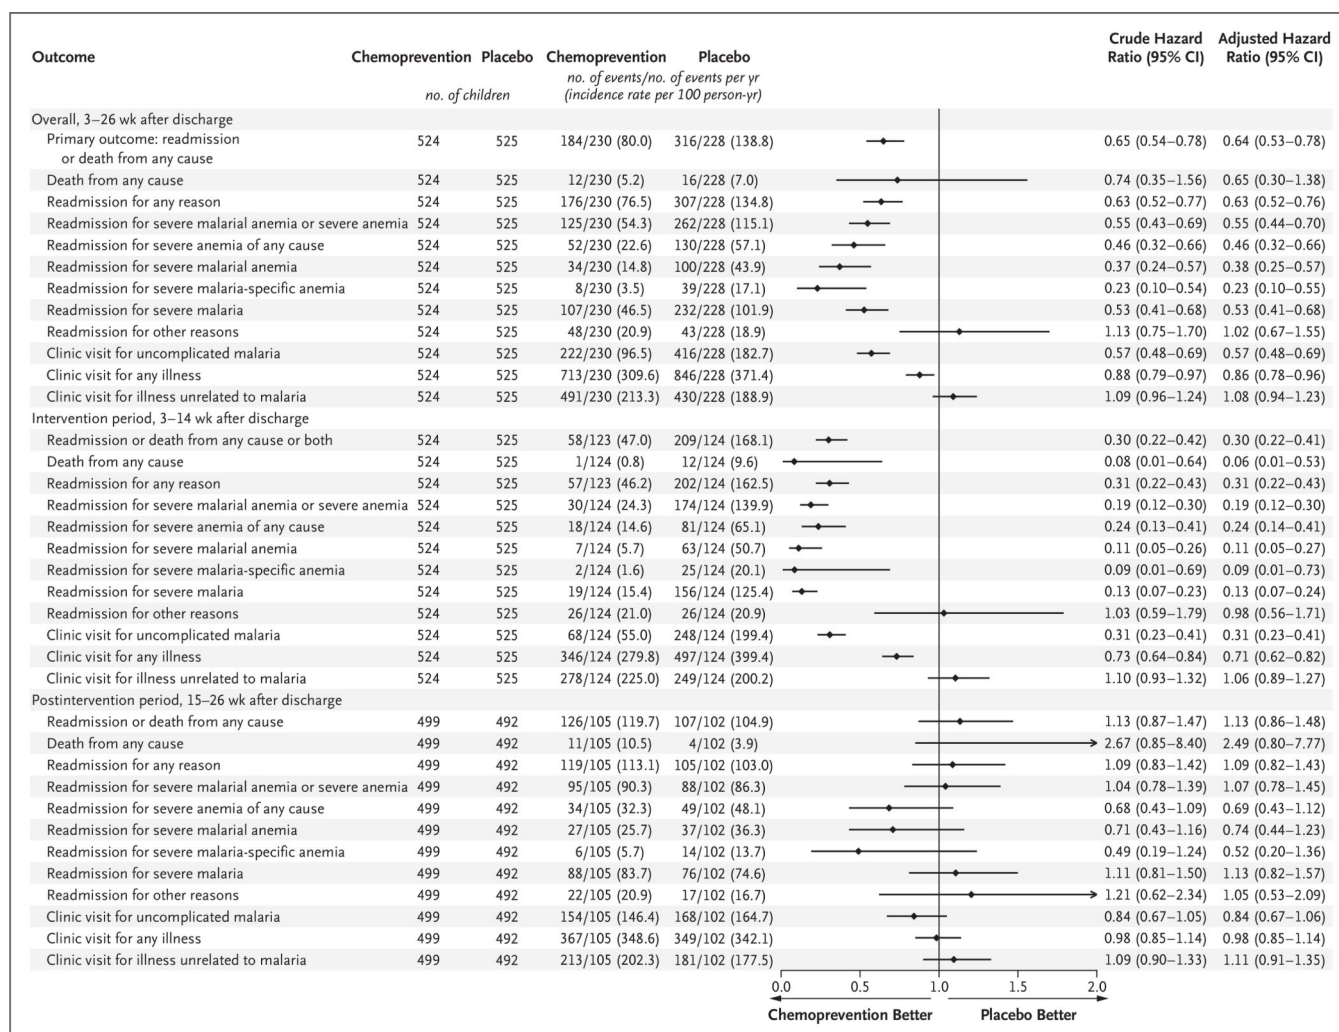 Crude Hazard Adjusted Hazard
Outcome Chemoprevention Placebo Chemoprevention Placebo Ratio (95% CI) Ratio (95% CI)
no. of events/no. of events per yr
no. of children (incidence rate per 100 person-yr)
Overall, 3–26 wk after discharge
Primary outcome: readmission 524 525 184/230 (80.0) 316/228 (138.8) 0.65 (0.54–0.78) 0.64 (0.53–0.78)
or death from any cause
Death from any cause 524 525 12/230 (5.2) 16/228 (7.0) 0.74 (0.35–1.56) 0.65 (0.30–1.38)
Readmission for any reason 524 525 176/230 (76.5) 307/228 (134.8) 0.63 (0.52–0.77) 0.63 (0.52–0.76)
Readmission for severe malarial anemia or severe anemia 524 525 125/230 (54.3) 262/228 (115.1) 0.55 (0.43–0.69) 0.55 (0.44–0.70)
Readmission for severe anemia of any cause 524 525 52/230 (22.6) 130/228 (57.1) 0.46 (0.32–0.66) 0.46 (0.32–0.66)
Readmission for severe malarial anemia 524 525 34/230 (14.8) 100/228 (43.9) 0.37 (0.24–0.57) 0.38 (0.25–0.57)
Readmission for severe malaria-specific anemia 524 525 8/230 (3.5) 39/228 (17.1) 0.23 (0.10–0.54) 0.23 (0.10–0.55)
Readmission for severe malaria 524 525 107/230 (46.5) 232/228 (101.9) 0.53 (0.41–0.68) 0.53 (0.41–0.68)
Readmission for other reasons 524 525 48/230 (20.9) 43/228 (18.9) 1.13 (0.75–1.70) 1.02 (0.67–1.55)
Clinic visit for uncomplicated malaria 524 525 222/230 (96.5) 416/228 (182.7) 0.57 (0.48–0.69) 0.57 (0.48–0.69)
Clinic visit for any illness 524 525 713/230 (309.6) 846/228 (371.4) 0.88 (0.79–0.97) 0.86 (0.78–0.96)
Clinic visit for illness unrelated to malaria 524 525 491/230 (213.3) 430/228 (188.9) 1.09 (0.96–1.24) 1.08 (0.94–1.23)
Intervention period, 3–14 wk after discharge
Readmission or death from any cause or both 524 525 58/123 (47.0) 209/124 (168.1) 0.30 (0.22–0.42) 0.30 (0.22–0.41)
Death from any cause 524 525 1/124 (0.8) 12/124 (9.6) 0.08 (0.01–0.64) 0.06 (0.01–0.53)
Readmission for any reason 524 525 57/123 (46.2) 202/124 (162.5) 0.31 (0.22–0.43) 0.31 (0.22–0.43)
Readmission for severe malarial anemia or severe anemia 524 525 30/124 (24.3) 174/124 (139.9) 0.19 (0.12–0.30) 0.19 (0.12–0.30)
Readmission for severe anemia of any cause 524 525 18/124 (14.6) 81/124 (65.1) 0.24 (0.13–0.41) 0.24 (0.14–0.41)
Readmission for severe malarial anemia 524 525 7/124 (5.7) 63/124 (50.7) 0.11 (0.05–0.26) 0.11 (0.05–0.27)
Readmission for severe malaria-specific anemia 524 525 2/124 (1.6) 25/124 (20.1) 0.09 (0.01–0.69) 0.09 (0.01–0.73)
Readmission for severe malaria 524 525 19/124 (15.4) 156/124 (125.4) 0.13 (0.07–0.23) 0.13 (0.07–0.24)
Readmission for other reasons 524 525 26/124 (21.0) 26/124 (20.9) 1.03 (0.59–1.79) 0.98 (0.56–1.71)
Clinic visit for uncomplicated malaria 524 525 68/124 (55.0) 248/124 (199.4) 0.31 (0.23–0.41) 0.31 (0.23–0.41)
Clinic visit for any illness 524 525 346/124 (279.8) 497/124 (399.4) 0.73 (0.64–0.84) 0.71 (0.62–0.82)
Clinic visit for illness unrelated to malaria 524 525 278/124 (225.0) 249/124 (200.2) 1.10 (0.93–1.32) 1.06 (0.89–1.27)
Postintervention period, 15–26 wk after discharge
Readmission or death from any cause 499 492 126/105 (119.7) 107/102 (104.9) 1.13 (0.87–1.47) 1.13 (0.86–1.48)
Death from any cause 499 492 11/105 (10.5) 4/102 (3.9) 2.67 (0.85–8.40) 2.49 (0.80–7.77)
Readmission for any reason 499 492 119/105 (113.1) 105/102 (103.0) 1.09 (0.83–1.42) 1.09 (0.82–1.43)
Readmission for severe malarial anemia or severe anemia 499 492 95/105 (90.3) 88/102 (86.3) 1.04 (0.78–1.39) 1.07 (0.78–1.45)
Readmission for severe anemia of any cause 499 492 34/105 (32.3) 49/102 (48.1) 0.68 (0.43–1.09) 0.69 (0.43–1.12)
Readmission for severe malarial anemia 499 492 27/105 (25.7) 37/102 (36.3) 0.71 (0.43–1.16) 0.74 (0.44–1.23)
Readmission for severe malaria-specific anemia 499 492 6/105 (5.7) 14/102 (13.7) 0.49 (0.19–1.24) 0.52 (0.20–1.36)
Readmission for severe malaria 499 492 88/105 (83.7) 76/102 (74.6) 1.11 (0.81–1.50) 1.13 (0.82–1.57)
Readmission for other reasons 499 492 22/105 (20.9) 17/102 (16.7) 1.21 (0.62–2.34) 1.05 (0.53–2.09)
Clinic visit for uncomplicated malaria 499 492 154/105 (146.4) 168/102 (164.7) 0.84 (0.67–1.05) 0.84 (0.67–1.06)
Clinic visit for any illness 499 492 367/105 (348.6) 349/102 (342.1) 0.98 (0.85–1.14) 0.98 (0.85–1.14)
Clinic visit for illness unrelated to malaria 499 492 213/105 (202.3) 181/102 (177.5) 1.09 (0.90–1.33) 1.11 (0.91–1.35)
0.0 0.5 1.0 1.5 2.0
Chemoprevention Better Placebo Better